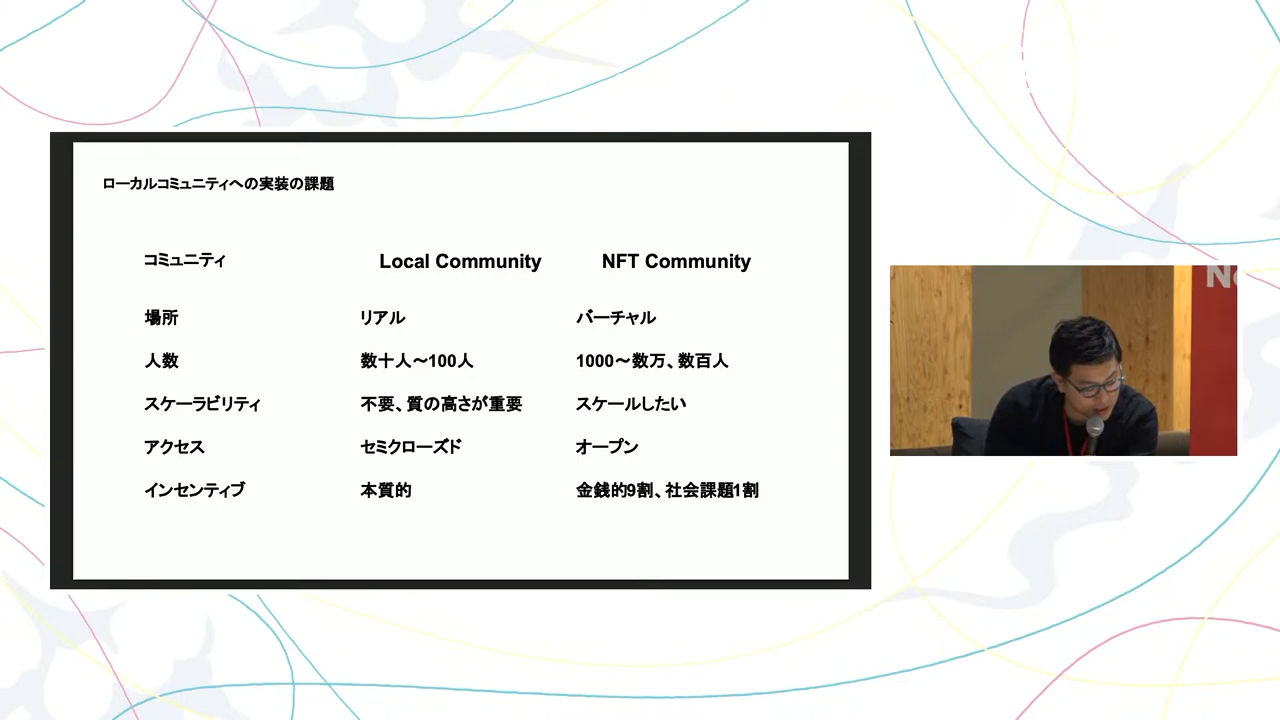 ローカルコミュニティへの実装の課題
コミュニティ Local Community NFT Community
場所 リアル バーチャル
人数 数十人〜100人 1000〜数万、数百人
スケーラビリティ 不要、質の高さが重要 スケールしたい
アクセス セミクローズド オープン
インセンティブ 本質的 金銭的9割、社会課題1割